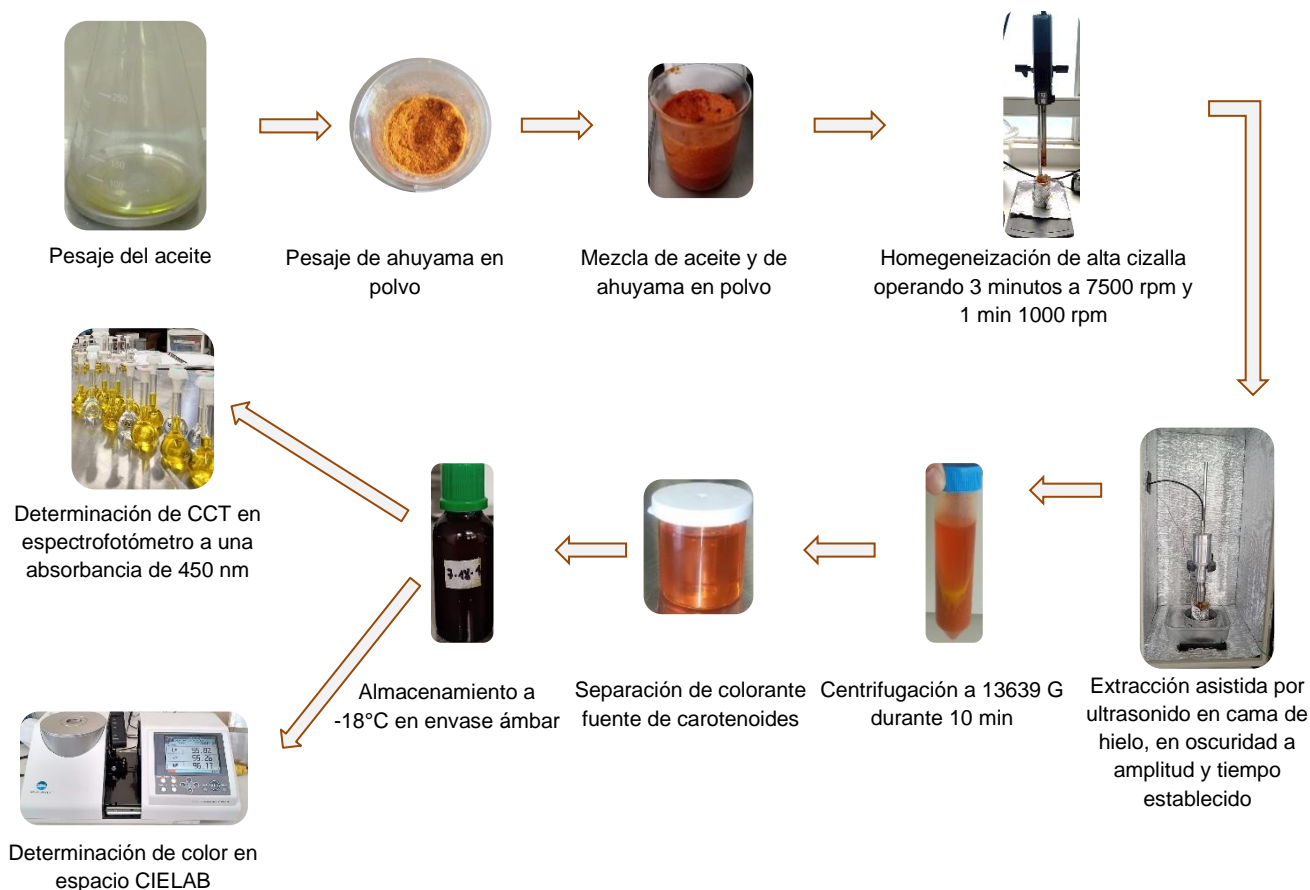 Pesaje del aceite
Pesaje de ahuyama en
polvo
Mezcla de aceite y de
ahuyama en polvo
Homegeneización de alta cizalla
operando 3 minutos a 7500 rpm y
1 min 1000 rpm
Extracción asistida por
ultrasonido en cama de
hielo, en oscuridad a
amplitud y tiempo
establecido
Centrifugación a 13639 G
durante 10 min
Separación de colorante
fuente de carotenoides
Almacenamiento a
-18°C en envase ámbar
Determinación de CCT en
espectrofotómetro a una
absorbancia de 450 nm
Determinación de color en
espacio CIELAB